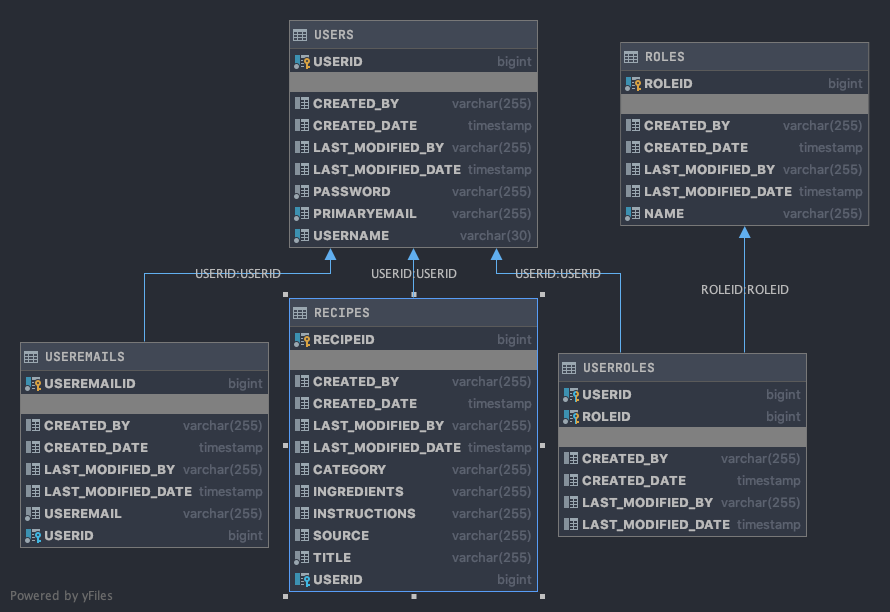 USERS
USERID bigint
CREATED_BY varchar(255)
CREATED_DATE timestamp
LAST_MODIFIED_BY varchar(255)
LAST_MODIFIED_DATE timestamp
PASSWORD varchar(255)
PRIMARYEMAIL varchar(255)
USERNAME varchar(30)
ROLES
ROLEID bigint
CREATED_BY varchar(255)
CREATED_DATE timestamp
LAST_MODIFIED_BY varchar(255)
LAST_MODIFIED_DATE timestamp
NAME varchar(255)
USERID:USERID
USERID:USERID
USERID:USERID
ROLEID:ROLEID
USEREMAILS
USEREMAILID bigint
CREATED_BY varchar(255)
CREATED_DATE timestamp
LAST_MODIFIED_BY varchar(255)
LAST_MODIFIED_DATE timestamp
USEREMAIL varchar(255)
USERID bigint
RECIPES
RECIPEID bigint
CREATED_BY varchar(255)
CREATED_DATE timestamp
LAST_MODIFIED_BY varchar(255)
LAST_MODIFIED_DATE timestamp
CATEGORY varchar(255)
INGREDIENTS varchar(255)
INSTRUCTIONS varchar(255)
SOURCE varchar(255)
TITLE varchar(255)
USERID bigint
USERROLES
USERID bigint
ROLEID bigint
CREATED_BY varchar(255)
CREATED_DATE timestamp
LAST_MODIFIED_BY varchar(255)
LAST_MODIFIED_DATE timestamp
Powered by yFiles